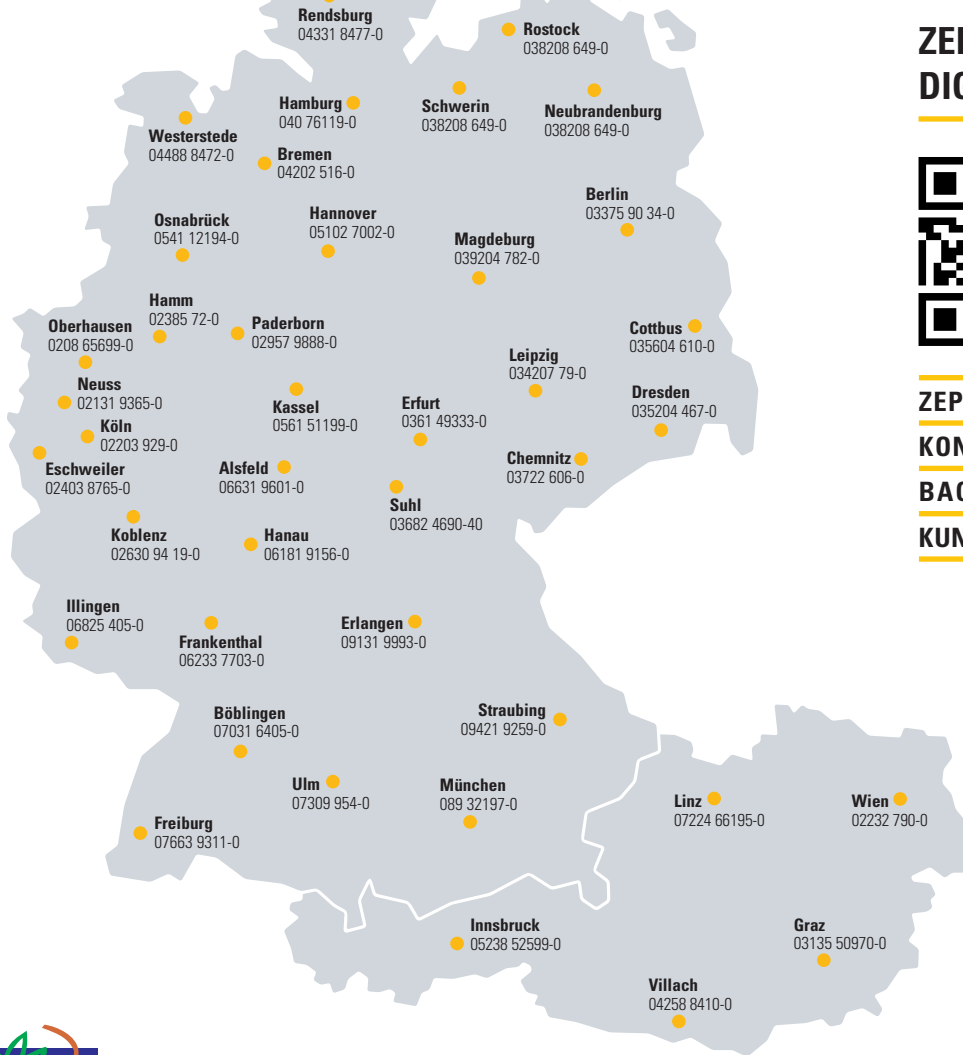 Rendsburg
04331 8477-0
Rostock
038208 649-0
Hamburg
040 76119-0
Schwerin
038208 649-0
Neubrandenburg
038208 649-0
Westerstede
04488 8472-0
Bremen
04202 516-0
Berlin
03375 90 34-0
Osnabrück
0541 12194-0
Hannover
05102 7002-0
Magdeburg
039204 782-0
Hamm
02385 72-0
Oberhausen
0208 65699-0
Paderborn
02957 9888-0
Cottbus
035604 610-0
Leipzig
034207 79-0
Neuss
02131 9365-0
Kassel
0561 51199-0
Erfurt
0361 49333-0
Dresden
035204 467-0
Köln
02203 929-0
Eschweiler
02403 8765-0
Alsfeld
06631 9601-0
Chemnitz
03722 606-0
Suhl
03682 4690-40
Koblenz
02630 94 19-0
Hanau
06181 9156-0
Illingen
06825 405-0
Frankenthal
06233 7703-0
Erlangen
09131 9993-0
Böblingen
07031 6405-0
Straubing
09421 9259-0
Ulm
07309 954-0
München
089 32197-0
Linz
07224 66195-0
Wien
02232 790-0
Freiburg
07663 9311-0
Innsbruck
05238 52599-0
Graz
03135 50970-0
Villach
04258 8410-0
ZEP
KON
BAC
KUN